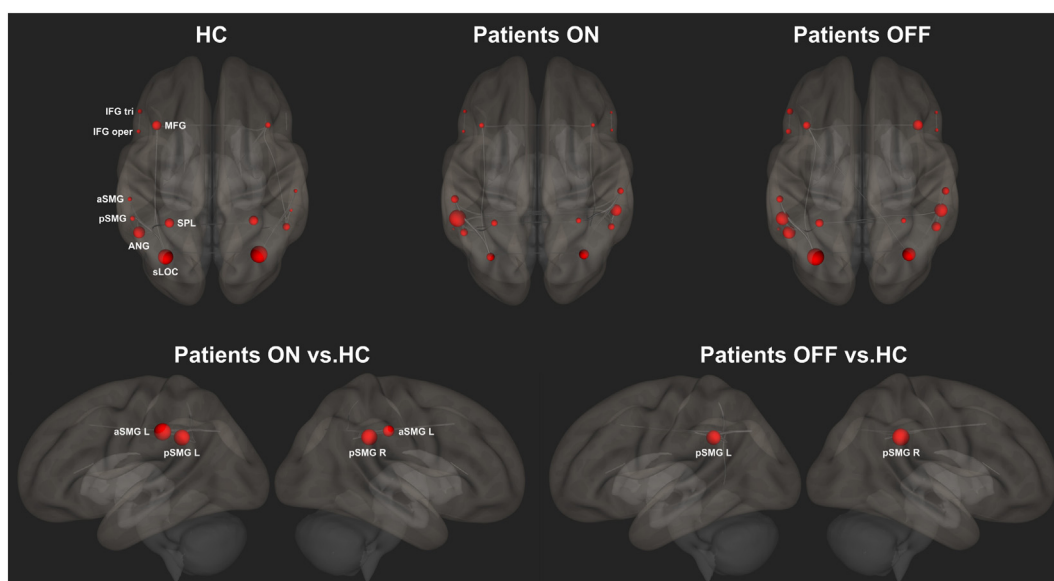 HC
Patients ON
Patients OFF
IFG tri
MFG
IFG oper
aSMG
pSMG
SPL
ANG
sLOC
Patients ON vs.HC
Patients OFF vs.HC
aSMG L
pSMG L
aSMG L
pSMG R
pSMG L
pSMG R